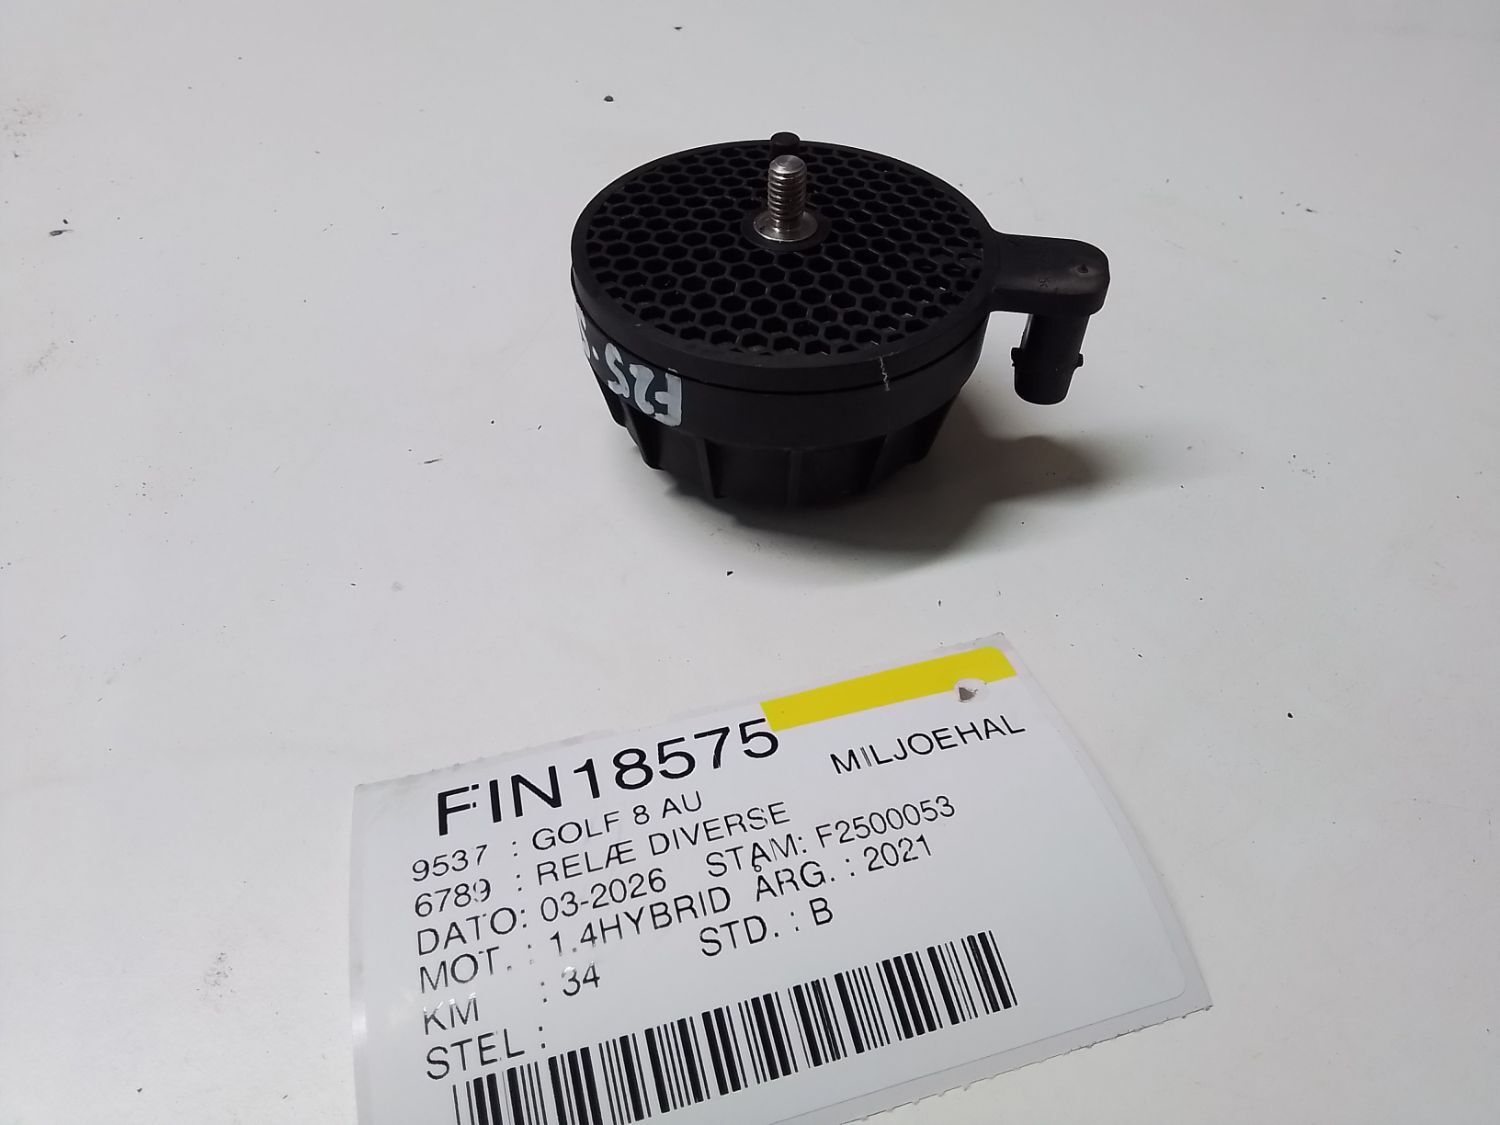 F25
FIN18575
MILJOEHAL
9537 : GOLF 8 AU
6789 : RELÆ DIVERSE
DATO: 03-2026 STAM: F2500053
MOT. : 1.4HYBRID ÅRG. : 2021
KM : 34 STD. : B
STEL :